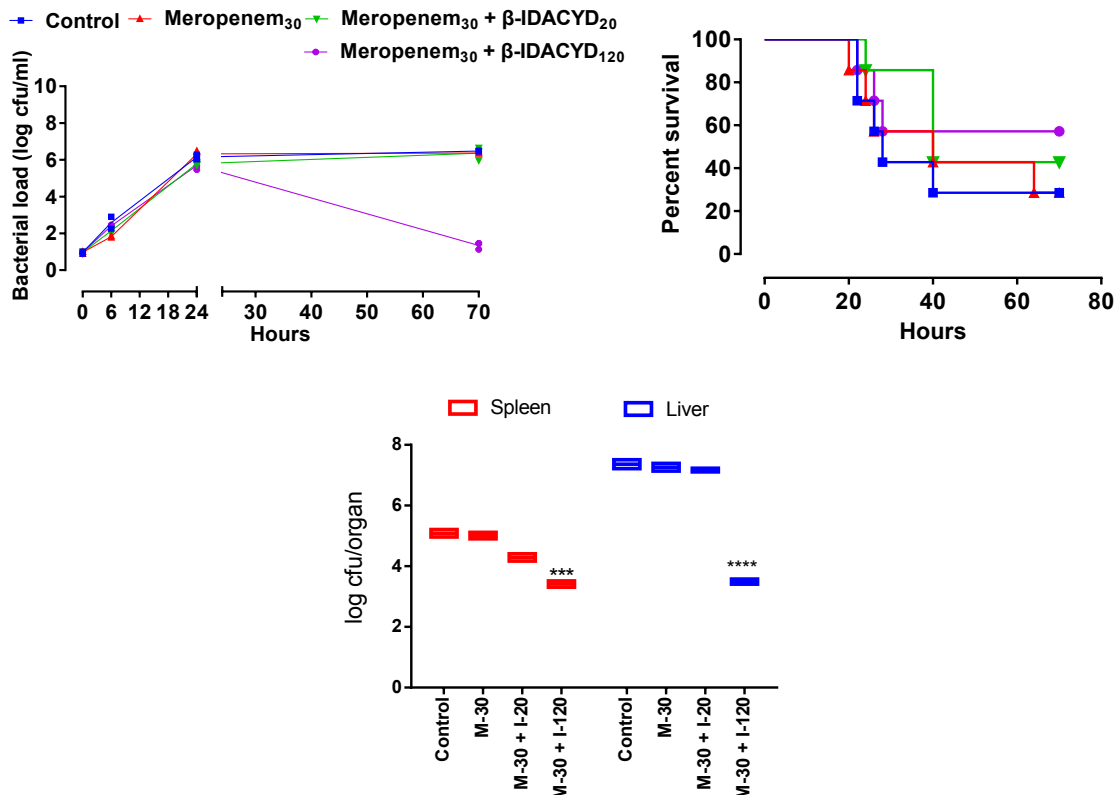 Control
Meropenem₃₀
Meropenem₃₀ + β-IDACYD₂₀
Meropenem₃₀ + β-IDACYD₁₂₀
Bacterial load (log cfu/ml)
10
8
6
4
2
0
0 6 12 18 24 30 40 50 60 70
Hours
Percent survival
100
80
60
40
20
0
0 20 40 60 80
Hours
Spleen
Liver
log cfu/organ
8
6
4
2
0
***
****
Control
M-30
M-30 + I-20
M-30 + I-120
Control
M-30
M-30 + I-20
M-30 + I-120